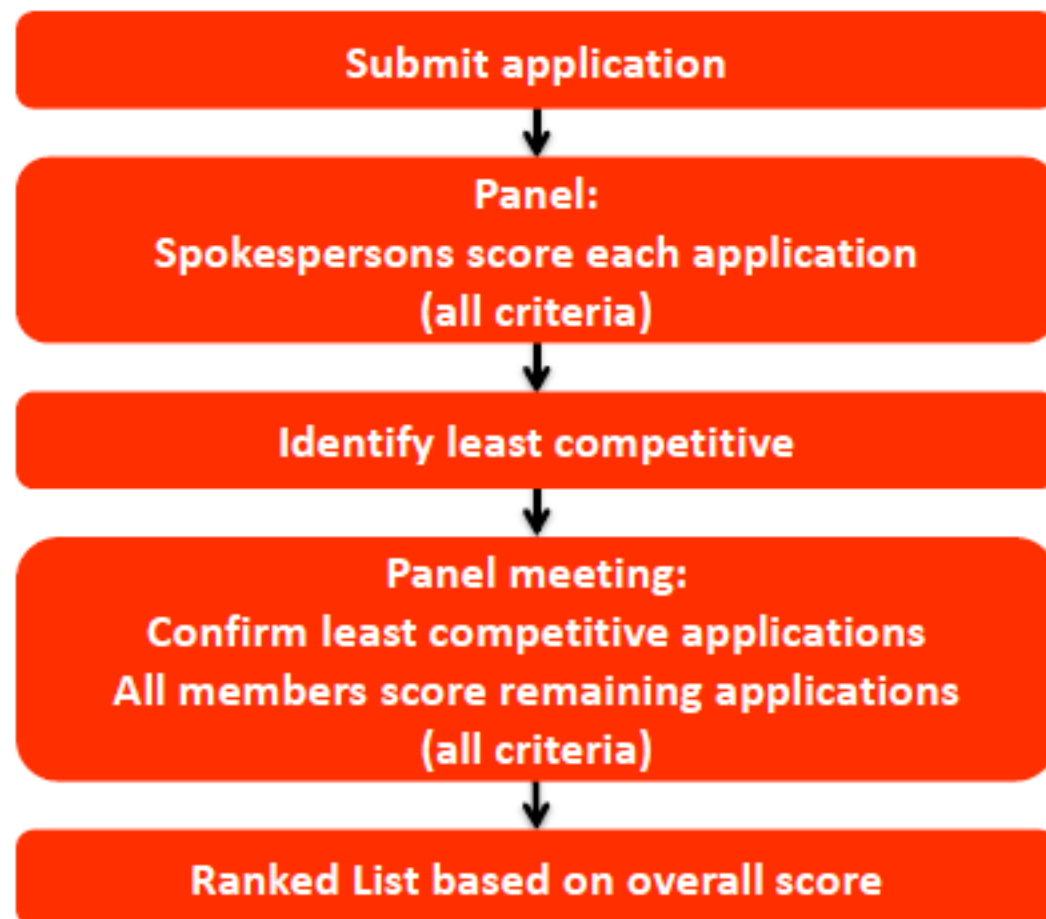 Submit application
Panel:
Spokespersons score each application
(all criteria)
Identify least competitive
Panel meeting:
Confirm least competitive applications
All members score remaining applications
(all criteria)
Ranked List based on overall score